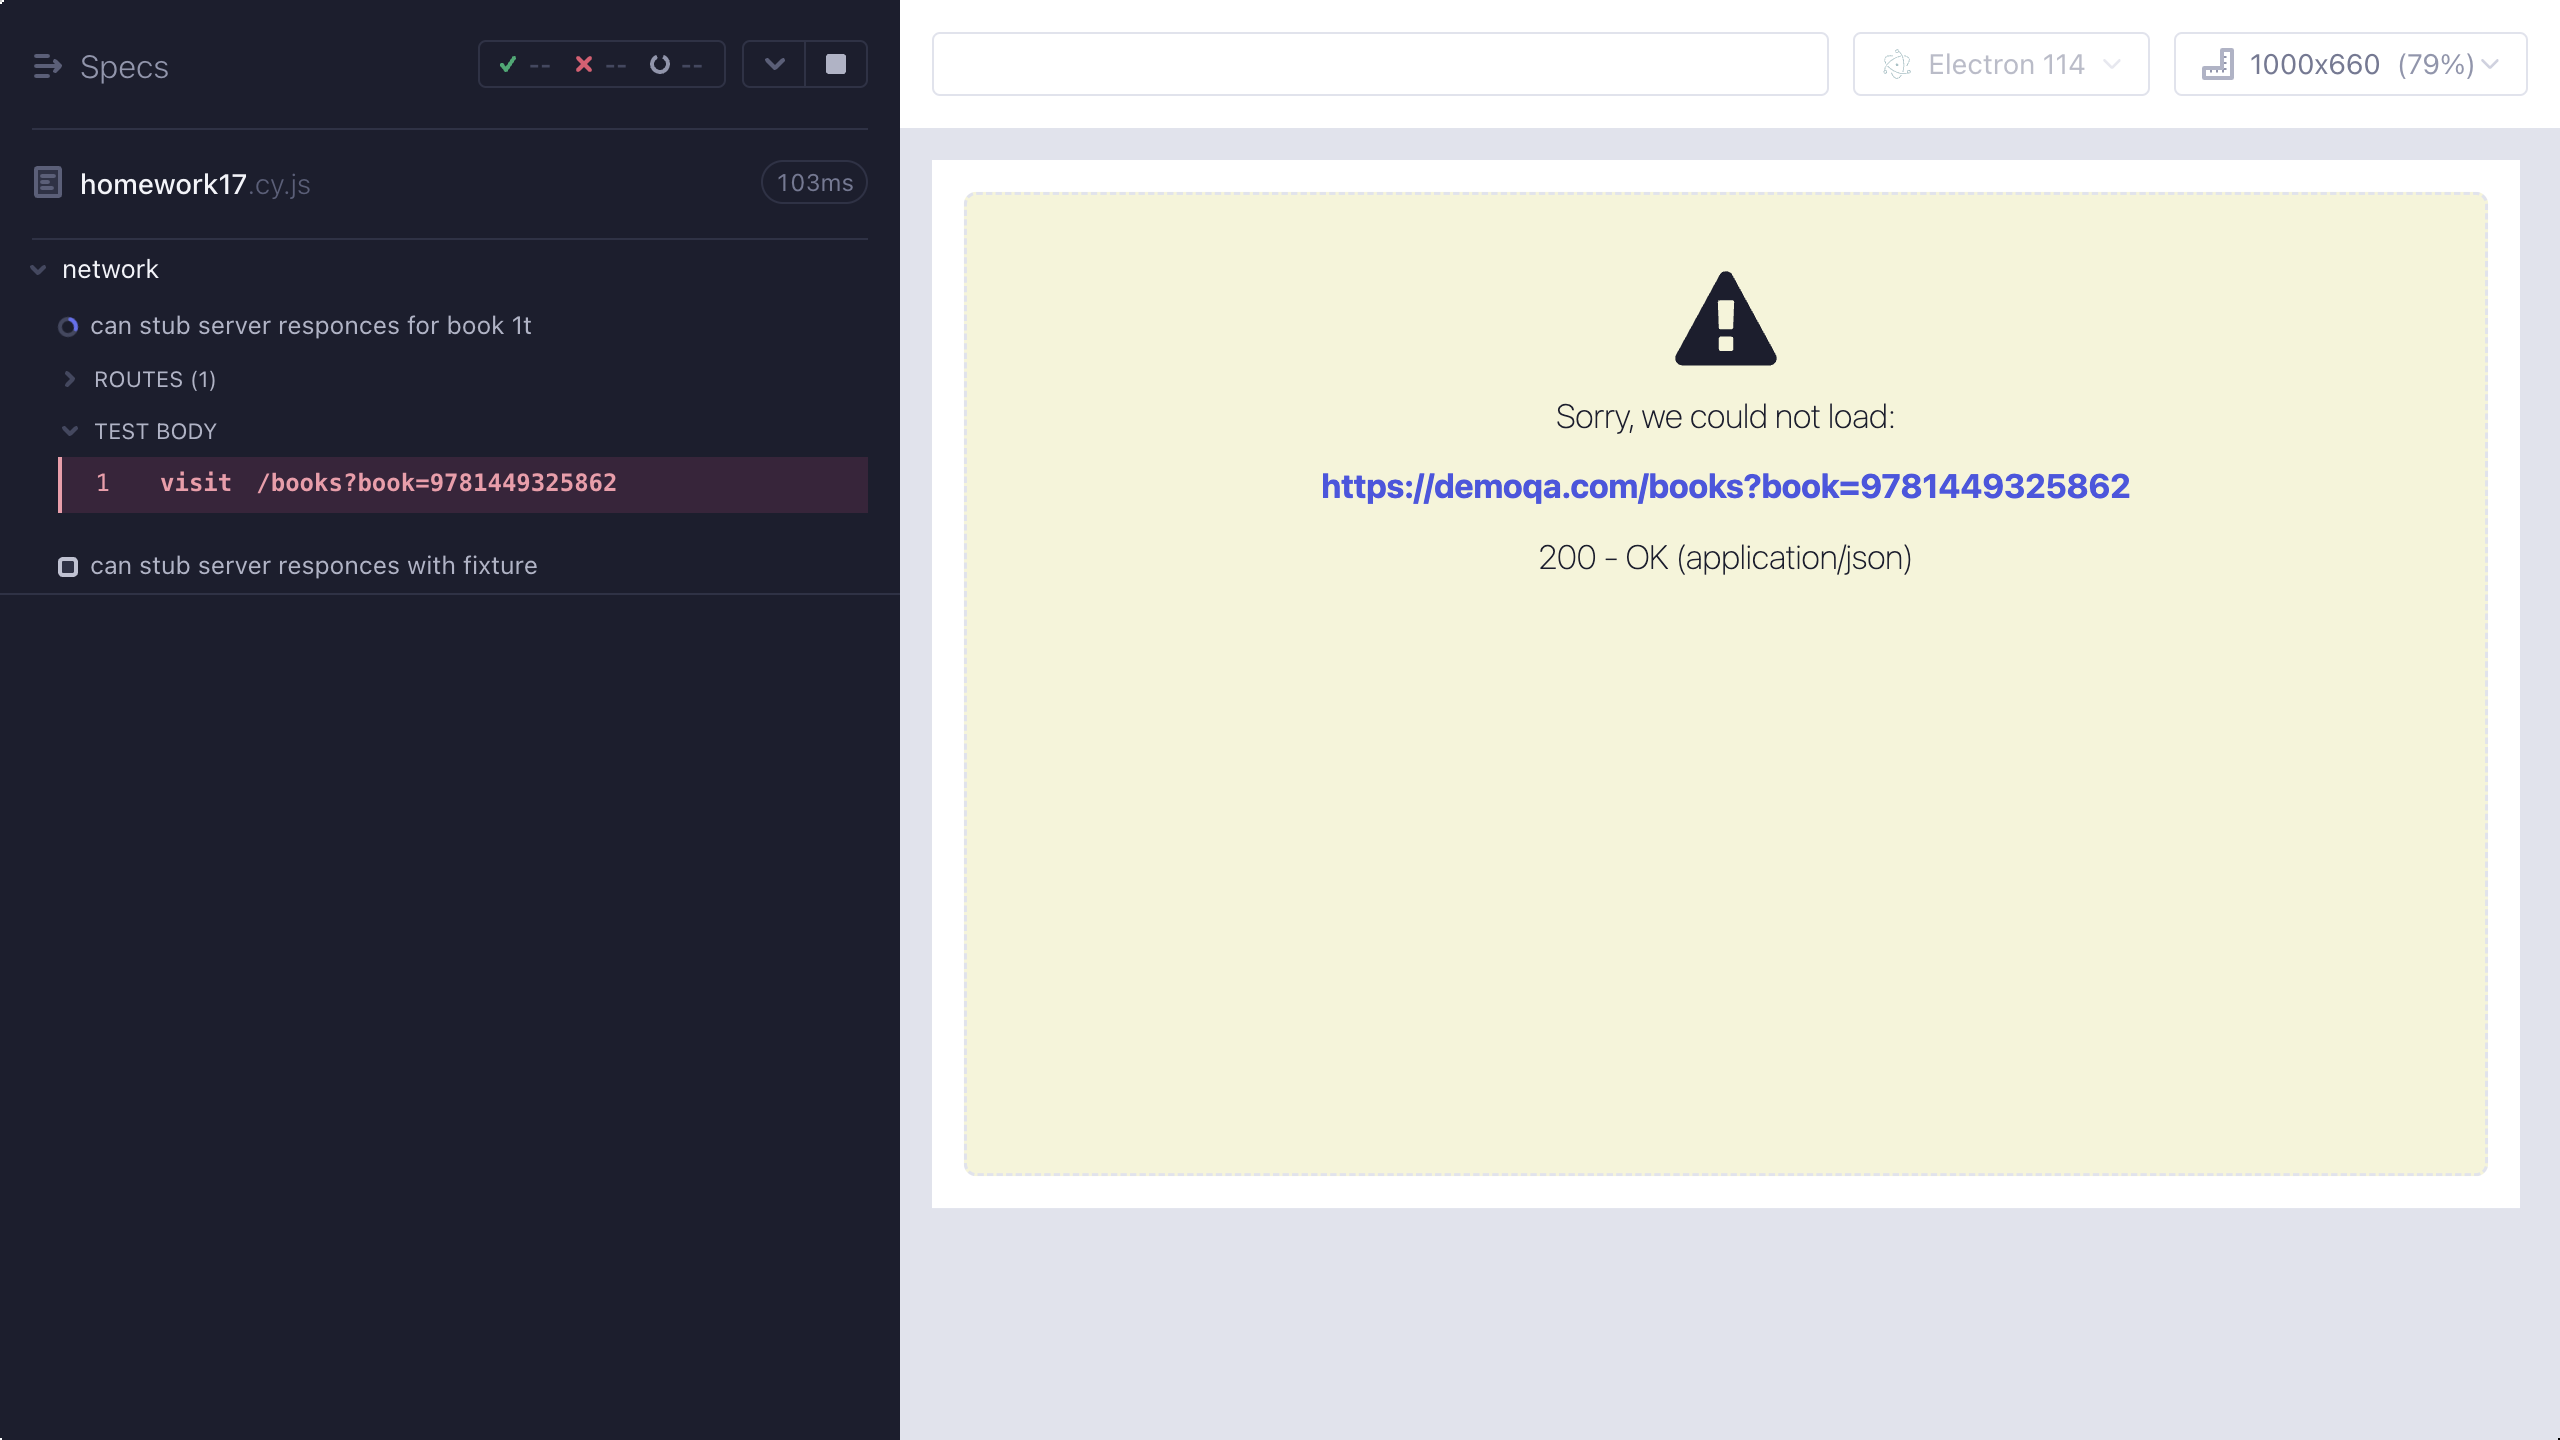 Specs
-- -- --
homework17.cy.js
103ms
network
can stub server responces for book 1t
ROUTES (1)
TEST BODY
1 visit /books?book=9781449325862
can stub server responces with fixture
Electron 114
1000x660 (79%)
Sorry, we could not load:
https://demoqa.com/books?book=9781449325862
200 - OK (application/json)